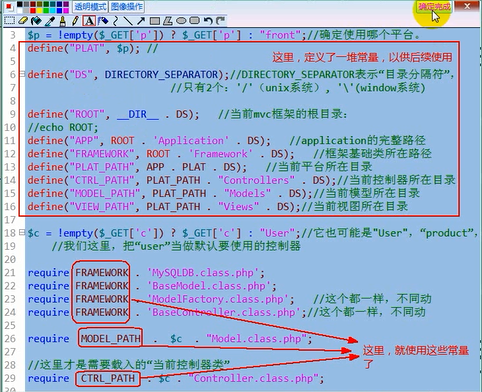 透明模式 图像操作 确定完成
3 $p = !empty($_GET['p']) ? $_GET['p'] : "front";//确定使用哪个平台。
4 define("PLAT", $p); //
5 这里，定义了一堆常量，以供后续使用
6 define("DS", DIRECTORY_SEPARATOR);//DIRECTORY_SEPARATOR表示“目录分隔符”，
7 //只有2个：'/'（unix系统）, '\'(window系统)
8
9 define("ROOT", __DIR__ . DS); //当前mvc框架的根目录：
10 //echo ROOT;
11 define("APP", ROOT . 'Application' . DS); //application的完整路径
12 define("FRAMEWORK", ROOT . 'Framework' . DS); //框架基础类所在路径
13 define("PLAT_PATH", APP . PLAT . DS); //当前平台所在目录
14 define("CTRL_PATH", PLAT_PATH . "Controllers" . DS);//当前控制器所在目录
15 define("MODEL_PATH", PLAT_PATH . "Models" . DS);//当前模型所在目录
16 define("VIEW_PATH", PLAT_PATH . "Views" . DS);//当前视图所在目录
17
18 $c = !empty($_GET['c']) ? $_GET['c'] : "User";//它也可能是"User", “product”,
19 //我们这里，把“user”当做默认要使用的控制器
20
21 require FRAMEWORK . 'MySQLDB.class.php';
22 require FRAMEWORK . 'BaseModel.class.php';
23 require FRAMEWORK . 'ModelFactory.class.php'; //这个都一样，不同动
24 require FRAMEWORK . 'BaseController.class.php';//这个都一样，不同动
25
26 require MODEL_PATH . $c . "Model.class.php";
27 这里，就使用这些常量了
28 //这里才是需要载入的“当前控制器类”
29 require CTRL_PATH . $c . "Controller.class.php";